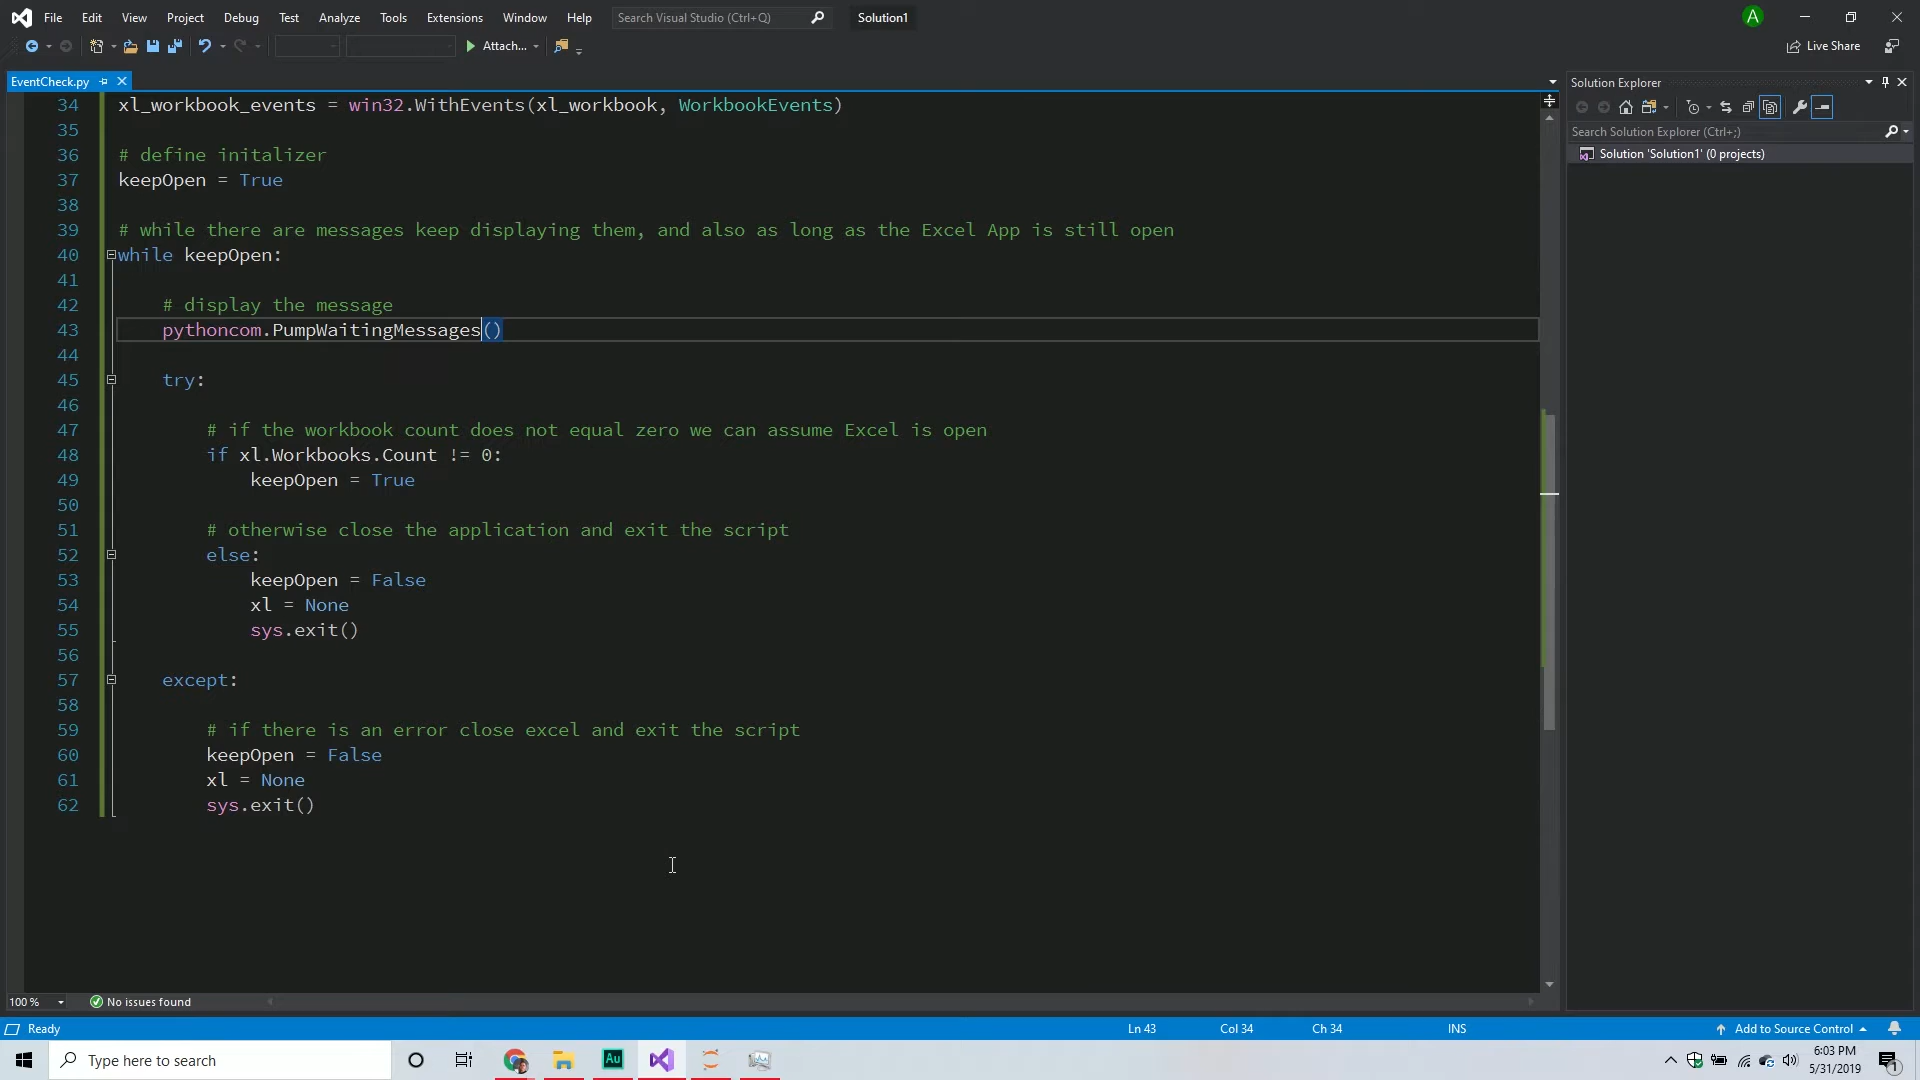 File Edit View Project Debug Test Analyze Tools Extensions Window Help Search Visual Studio (Ctrl+Q) Solution1 A
Attach... Live Share
EventCheck.py
34 xl_workbook_events = win32.WithEvents(xl_workbook, WorkbookEvents)
35
36 # define initalizer
37 keepOpen = True
38
39 # while there are messages keep displaying them, and also as long as the Excel App is still open
40 while keepOpen:
41
42 # display the message
43 pythoncom.PumpWaitingMessages()
44
45 try:
46
47 # if the workbook count does not equal zero we can assume Excel is open
48 if xl.Workbooks.Count != 0:
49 keepOpen = True
50
51 # otherwise close the application and exit the script
52 else:
53 keepOpen = False
54 xl = None
55 sys.exit()
56
57 except:
58
59 # if there is an error close excel and exit the script
60 keepOpen = False
61 xl = None
62 sys.exit()
100 % No issues found
Solution Explorer
Search Solution Explorer (Ctrl+;)
Solution 'Solution1' (0 projects)
Ready Ln 43 Col 34 Ch 34 INS Add to Source Control
Type here to search
Au
6:03 PM
5/31/2019
1